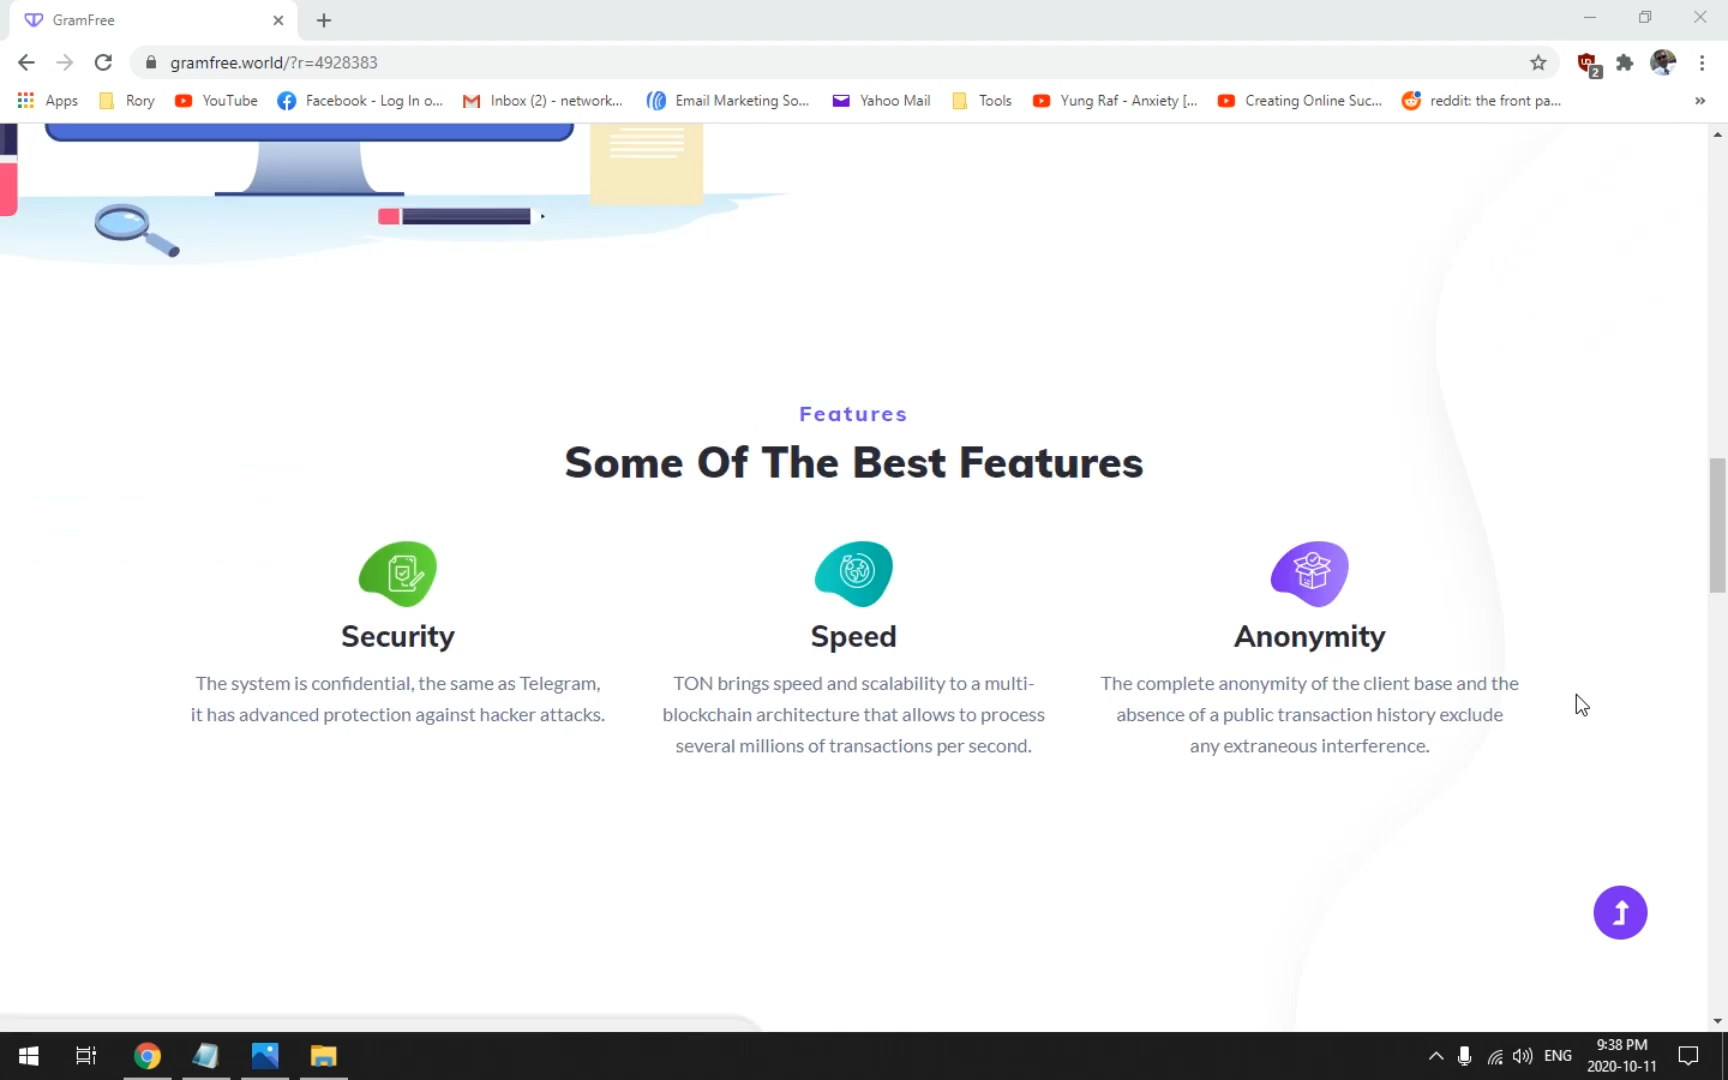 GramFree
gramfree.world/?r=4928383
2
Apps Rory YouTube Facebook - Log In o... Inbox (2) - network... Email Marketing So... Yahoo Mail Tools Yung Raf - Anxiety [... Creating Online Suc... reddit: the front pa... »
Features
Some Of The Best Features
Security
The system is confidential, the same as Telegram,
it has advanced protection against hacker attacks.
Speed
TON brings speed and scalability to a multi-
blockchain architecture that allows to process
several millions of transactions per second.
Anonymity
The complete anonymity of the client base and the
absence of a public transaction history exclude
any extraneous interference.
ENG
9:38 PM
2020-10-11